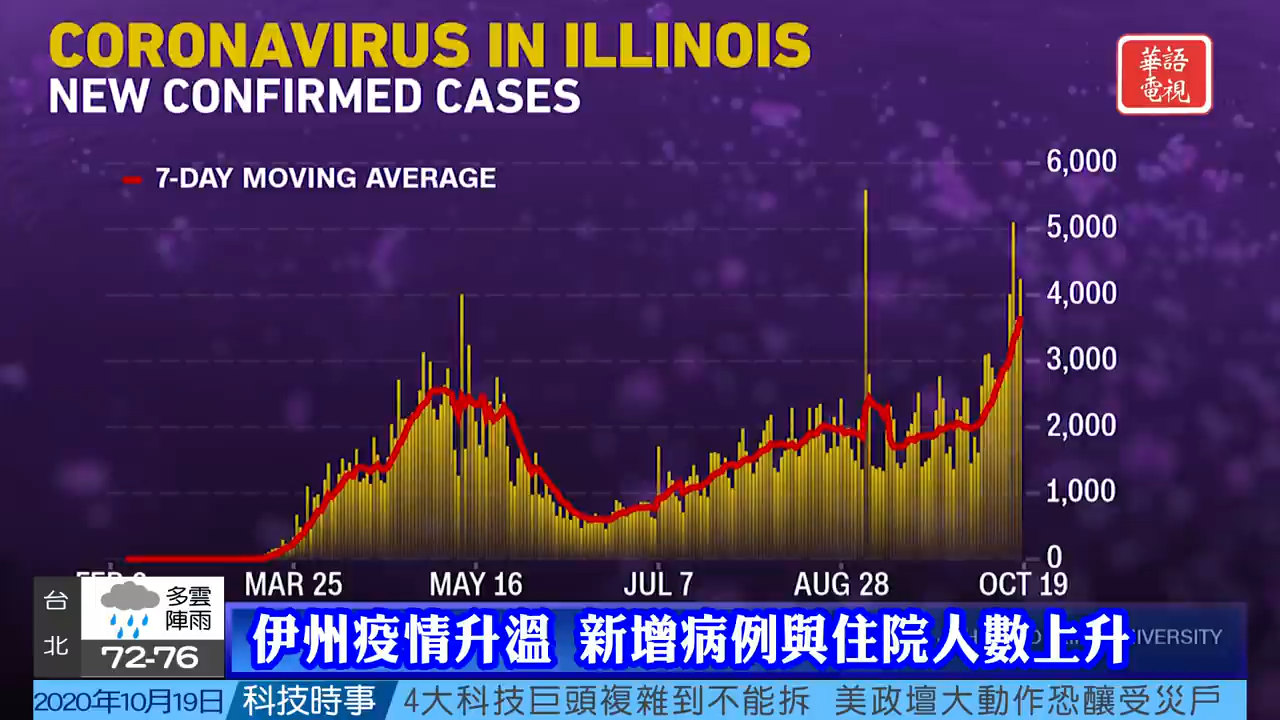 CORONAVIRUS IN ILLINOIS
NEW CONFIRMED CASES
華語
電視
7-DAY MOVING AVERAGE
6,000
5,000
4,000
3,000
2,000
1,000
0
MAR 25 MAY 16 JUL 7 AUG 28 OCT 19
台北
多雲
陣雨
72-76
伊州疫情升溫 新增病例與住院人數上升
2020年10月19日 科技時事 4大科技巨頭複雜到不能拆 美政壇大動作恐釀受災戶